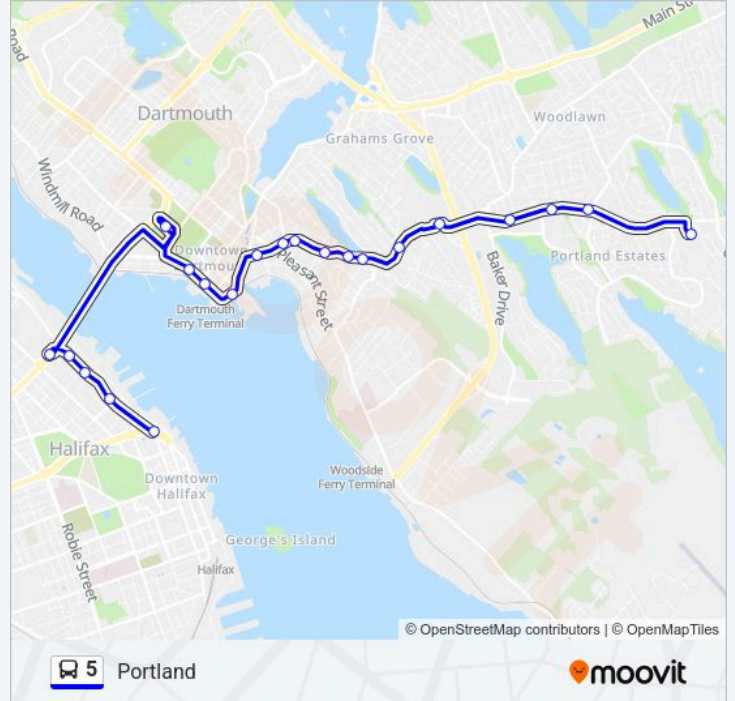 Road
Main St
Dartmouth
Woodlawn
Grahams Grove
Windmill Road
Downtown
Dartmouth
Pleasant Street
Portland Estates
Baker Drive
Dartmouth
Ferry Terminal
Halifax
Woodside
Ferry Terminal
Downtown
Halifax
Robie Street
George's Island
Halifax
© OpenStreetMap contributors | © OpenMapTiles
5 Portland
moovit